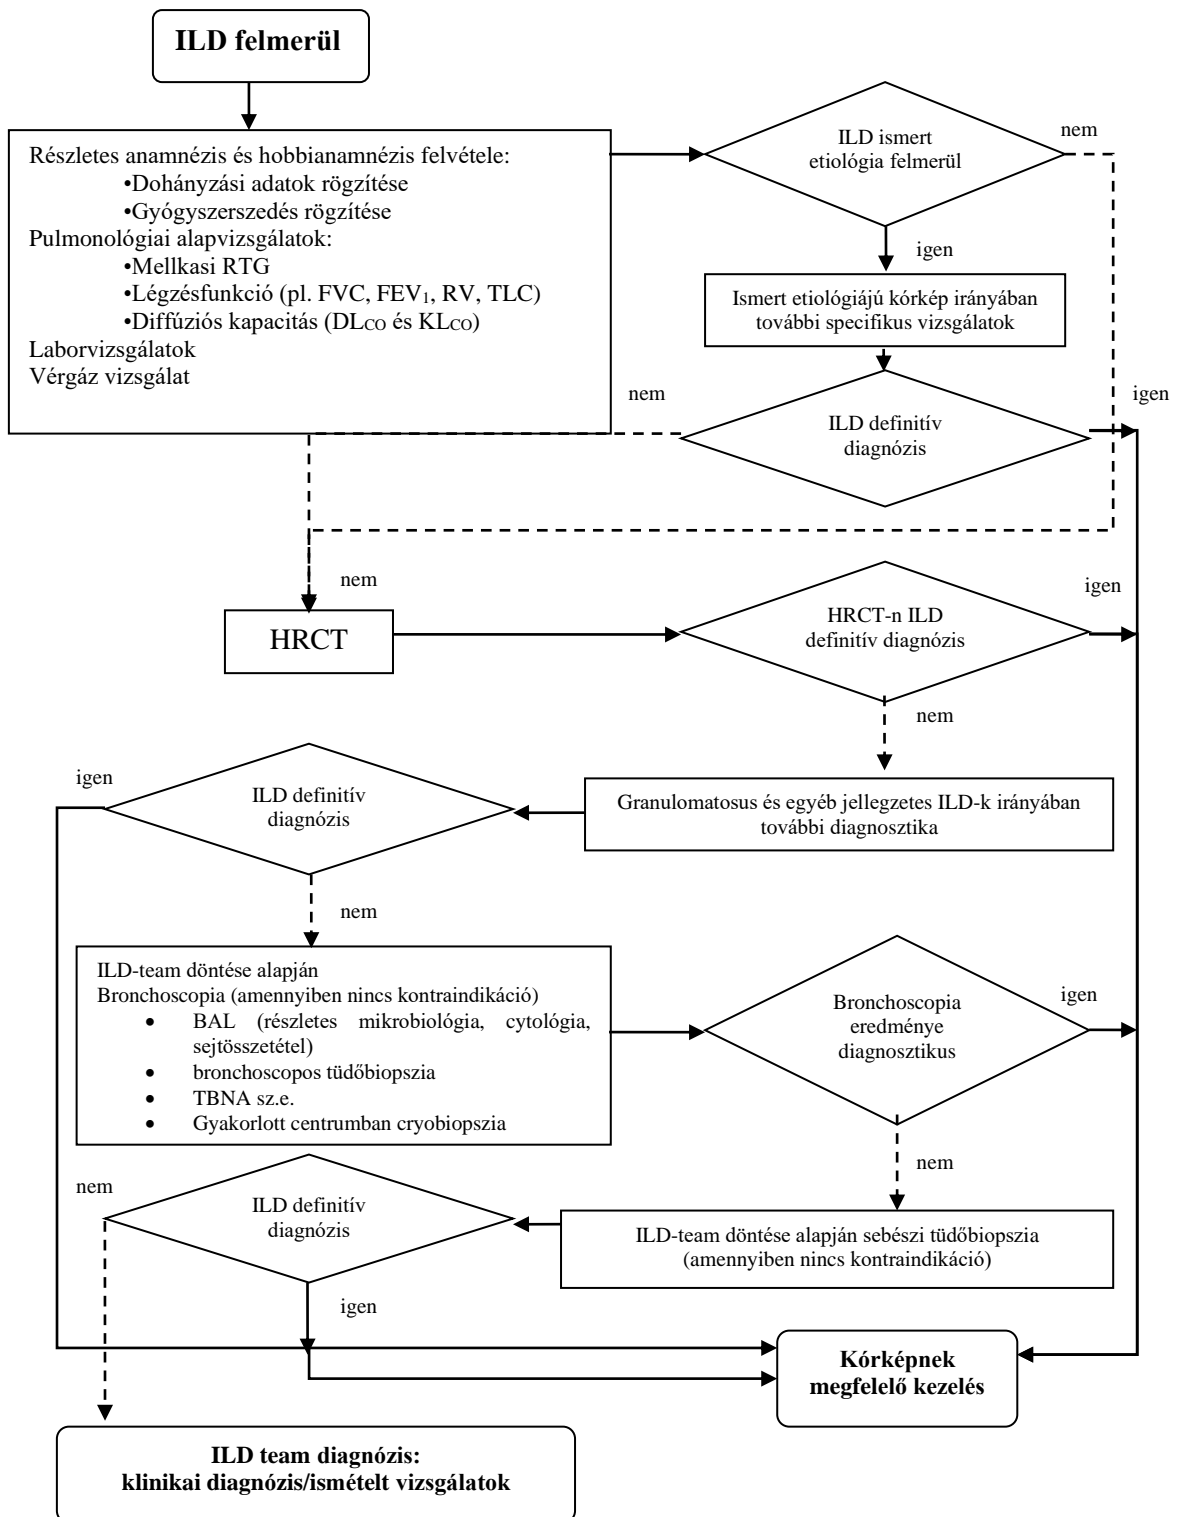 ILD felmerül
Részletes anamnézis és hobbianamnézis felvétele:
•Dohányzási adatok rögzítése
•Gyógyszerszedés rögzítése
Pulmonológiai alapvizsgálatok:
•Mellkasi RTG
•Légzésfunkció (pl. FVC, FEV₁, RV, TLC)
•Diffúziós kapacitás (DLCO és KLCO)
Laborvizsgálatok
Vérgáz vizsgálat
ILD ismert
etiológia felmerül
nem
igen
Ismert etiológiájú kórkép irányában
további specifikus vizsgálatok
nem
igen
ILD definitív
diagnózis
nem
HRCT
igen
HRCT-n ILD
definitív diagnózis
nem
Granulomatosus és egyéb jellegzetes ILD-k irányában
további diagnosztika
igen
ILD definitív
diagnózis
nem
ILD-team döntése alapján
Bronchoscopia (amennyiben nincs kontraindikáció)
• BAL (részletes mikrobiológia, cytológia,
sejtösszetétel)
• bronchoscopos tüdőbiopszia
• TBNA sz.e.
• Gyakorlott centrumban cryobiopszia
Bronchoscopia
eredménye
diagnosztikus
igen
nem
ILD-team döntése alapján sebészi tüdőbiopszia
(amennyiben nincs kontraindikáció)
nem
ILD definitív
diagnózis
igen
Kórképnek
megfelelő kezelés
ILD team diagnózis:
klinikai diagnózis/ismételt vizsgálatok